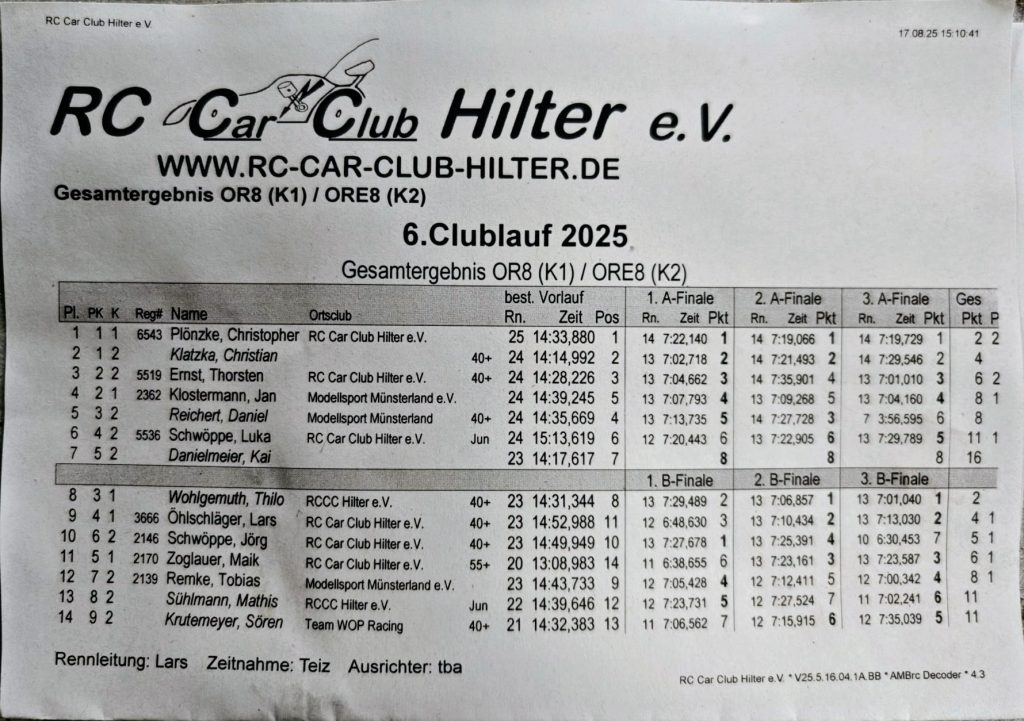 RC Car Club Hilter e V.
17.08.25 15:10:41
RC Car Club Hilter e.V.
WWW.RC-CAR-CLUB-HILTER.DE
Gesamtergebnis OR8 (K1) / ORE8 (K2)
6.Clublauf 2025
Gesamtergebnis OR8 (K1) / ORE8 (K2)
best. Vorlauf 1. A-Finale 2. A-Finale 3. A-Finale Ges
Pl. PK K Reg# Name Ortsclub Rn. Zeit Pos Rn. Zeit Pkt Rn. Zeit Pkt Rn. Zeit Pkt Pkt P
1 1 1 6543 Plönzke, Christopher RC Car Club Hilter e.V. 25 14:33,880 1 14 7:22,140 1 14 7:19,066 1 14 7:19,729 1 2 2
2 1 2 Klatzka, Christian 40+ 24 14:14,992 2 13 7:02,718 2 14 7:21,493 2 14 7:29,546 2 4
3 2 2 5519 Ernst, Thorsten RC Car Club Hilter e.V. 40+ 24 14:28,226 3 13 7:04,662 3 14 7:35,901 4 13 7:01,010 3 6 2
4 2 1 2362 Klostermann, Jan Modellsport Münsterland e.V. 24 14:39,245 5 13 7:07,793 4 13 7:09,268 5 13 7:04,160 4 8 1
5 3 2 Reichert, Daniel Modellsport Münsterland 40+ 24 14:35,669 4 13 7:13,735 5 14 7:27,728 3 7 3:56,595 6 8
6 4 2 5536 Schwöppe, Luka RC Car Club Hilter e.V. Jun 24 15:13,619 6 12 7:20,443 6 13 7:22,905 6 13 7:29,789 5 11 1
7 5 2 Danielmeier, Kai 23 14:17,617 7 8 8 8 16
1. B-Finale 2. B-Finale 3. B-Finale
8 3 1 Wohlgemuth, Thilo RCCC Hilter e.V. 40+ 23 14:31,344 8 13 7:29,489 2 13 7:06,857 1 13 7:01,040 1 2
9 4 1 3666 Öhlschläger, Lars RC Car Club Hilter e.V. 40+ 23 14:52,988 11 12 6:48,630 3 13 7:10,434 2 13 7:13,030 2 4 1
10 6 2 2146 Schwöppe, Jörg RC Car Club Hilter e.V. 40+ 23 14:49,949 10 13 7:27,678 1 13 7:25,391 4 10 6:30,453 7 5 1
11 5 1 2170 Zoglauer, Maik RC Car Club Hilter e.V. 55+ 20 13:08,983 14 11 6:38,655 6 13 7:23,161 3 13 7:23,587 3 6 1
12 7 2 2139 Remke, Tobias Modellsport Münsterland e.V. 23 14:43,733 9 12 7:05,428 4 12 7:12,411 5 12 7:00,342 4 8 1
13 8 2 Sühlmann, Mathis RCCC Hilter e.V. Jun 22 14:39,646 12 12 7:23,731 5 12 7:27,524 7 11 7:02,241 6 11
14 9 2 Krutemeyer, Sören Team WOP Racing 40+ 21 14:32,383 13 11 7:06,562 7 12 7:15,915 6 12 7:35,039 5 11
Rennleitung: Lars Zeitnahme: Teiz Ausrichter: tba
RC Car Club Hilter e.V. * V25.5.16.04.1A.BB * AMBrc Decoder * 4.3